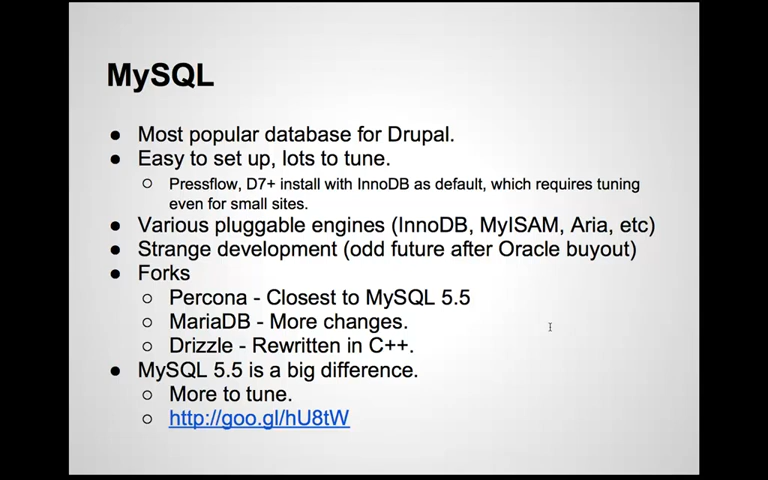 MySQL
● Most popular database for Drupal.
● Easy to set up, lots to tune.
○ Pressflow, D7+ install with InnoDB as default, which requires tuning
even for small sites.
● Various pluggable engines (InnoDB, MyISAM, Aria, etc)
● Strange development (odd future after Oracle buyout)
● Forks
○ Percona - Closest to MySQL 5.5
○ MariaDB - More changes.
○ Drizzle - Rewritten in C++.
● MySQL 5.5 is a big difference.
○ More to tune.
○ http://goo.gl/hU8tW